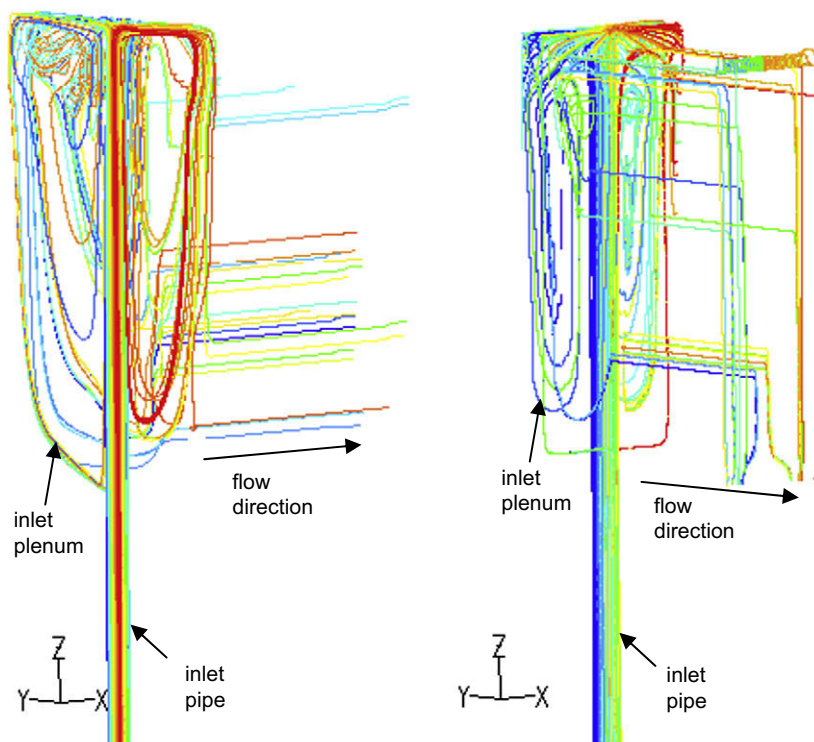 inlet
plenum
flow
direction
inlet
pipe
Z
Y
X
inlet
plenum
flow
direction
inlet
pipe
Z
Y
X